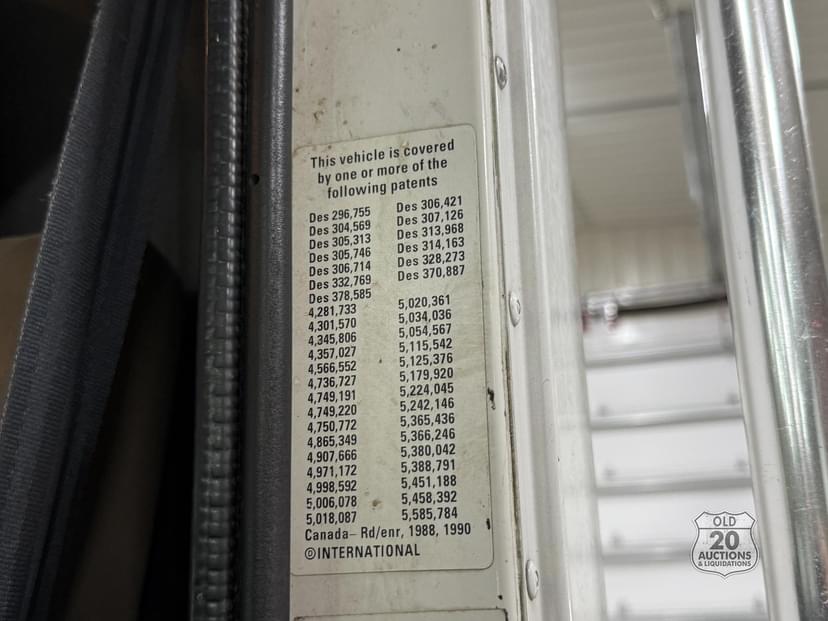 This vehicle is covered
by one or more of the
following patents
Des 296,755
Des 304,569
Des 305,313
Des 305,746
Des 306,714
Des 332,769
Des 378,585
4,281,733
4,301,570
4,345,806
4,357,027
4,566,552
4,736,727
4,749,191
4,749,220
4,750,772
4,865,349
4,907,666
4,971,172
4,998,592
5,006,078
5,018,087
Des 306,421
Des 307,126
Des 313,968
Des 314,163
Des 328,273
Des 370,887
5,020,361
5,034,036
5,054,567
5,115,542
5,125,376
5,179,920
5,224,045
5,242,146
5,365,436
5,366,246
5,380,042
5,388,791
5,451,188
5,458,392
5,585,784
Canada– Rd/enr, 1988, 1990
©INTERNATIONAL
OLD
20
AUCTIONS
& LIQUIDATIONS